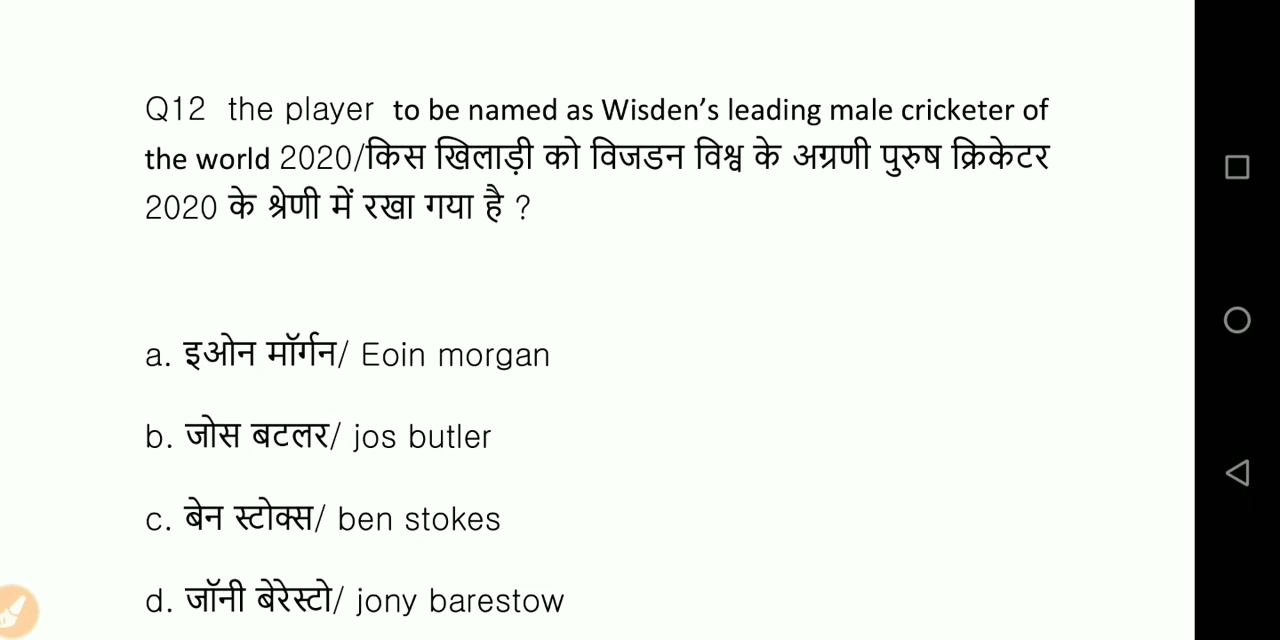 Q12 the player to be named as Wisden’s leading male cricketer of
the world 2020/किस खिलाड़ी को विजडन विश्व के अग्रणी पुरुष क्रिकेटर
2020 के श्रेणी में रखा गया है ?
a. इओन मॉर्गन/ Eoin morgan
b. जोस बटलर/ jos butler
c. बेन स्टोक्स/ ben stokes
d. जॉनी बेरेस्टो/ jony barestow